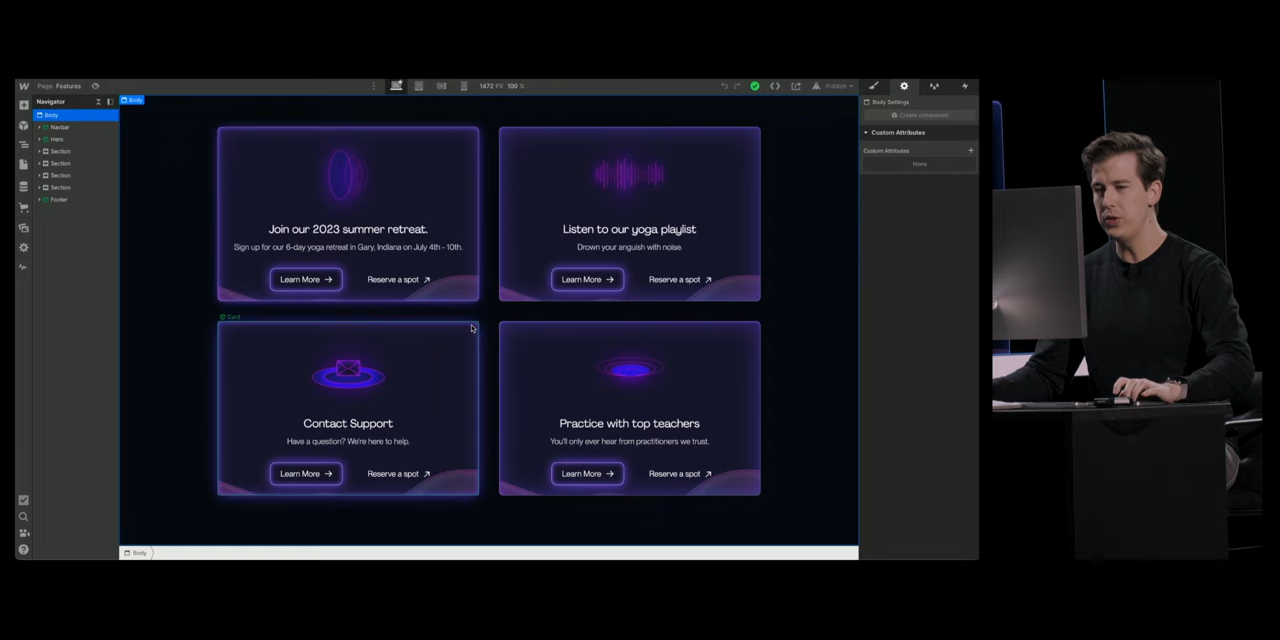 Page: Features
1472 PX 100 %
Publish
Navigator
Body
Body
Navbar
Hero
Section
Section
Section
Section
Footer
Join our 2023 summer retreat.
Sign up for our 6-day yoga retreat in Gary, Indiana on July 4th - 10th.
Learn More
Reserve a spot
Listen to our yoga playlist
Drown your anguish with noise.
Learn More
Reserve a spot
Card
Contact Support
Have a question? We're here to help.
Learn More
Reserve a spot
Practice with top teachers
You'll only ever hear from practitioners we trust.
Learn More
Reserve a spot
Body
Body Settings
Create component
Custom Attributes
Custom Attributes
None